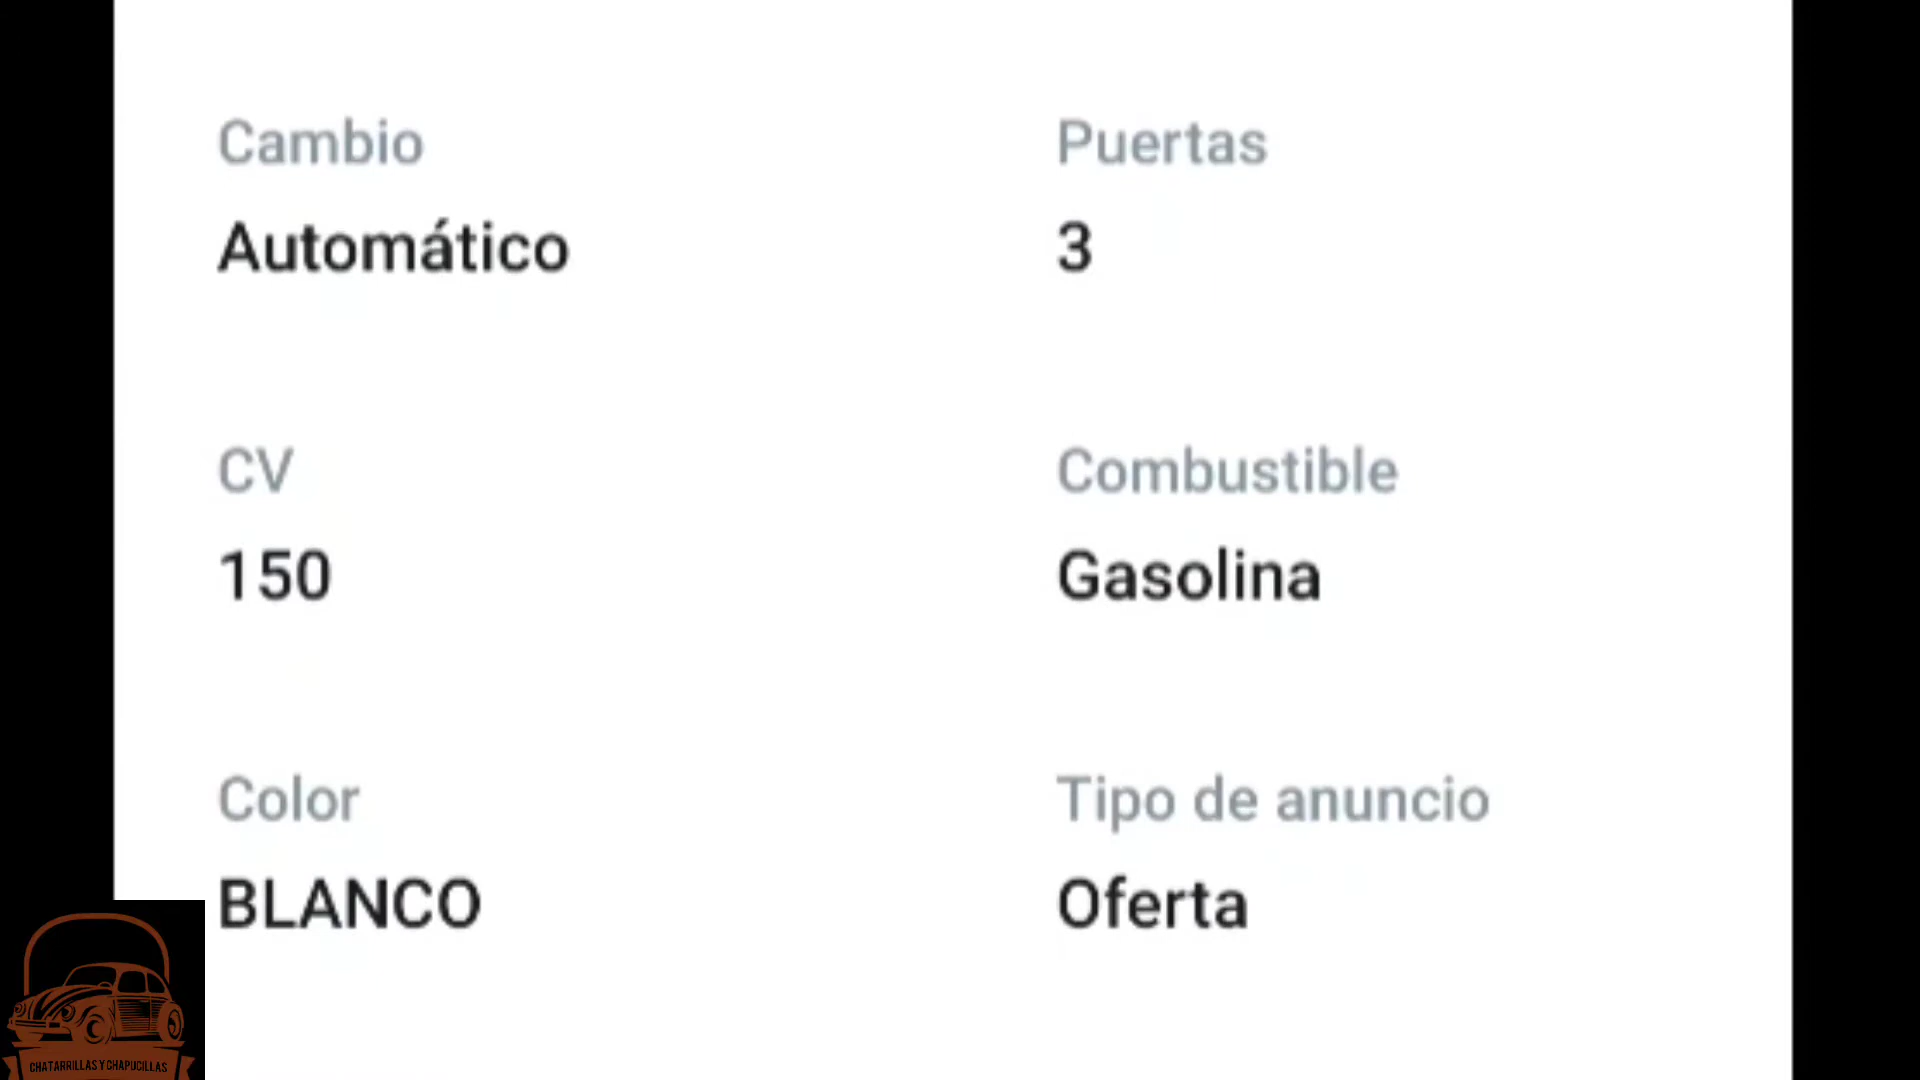 Cambio
Puertas
Automático
3
CV
Combustible
150
Gasolina
Color
Tipo de anuncio
BLANCO
Oferta
CHATARRILLAS Y CHAPUCILLAS